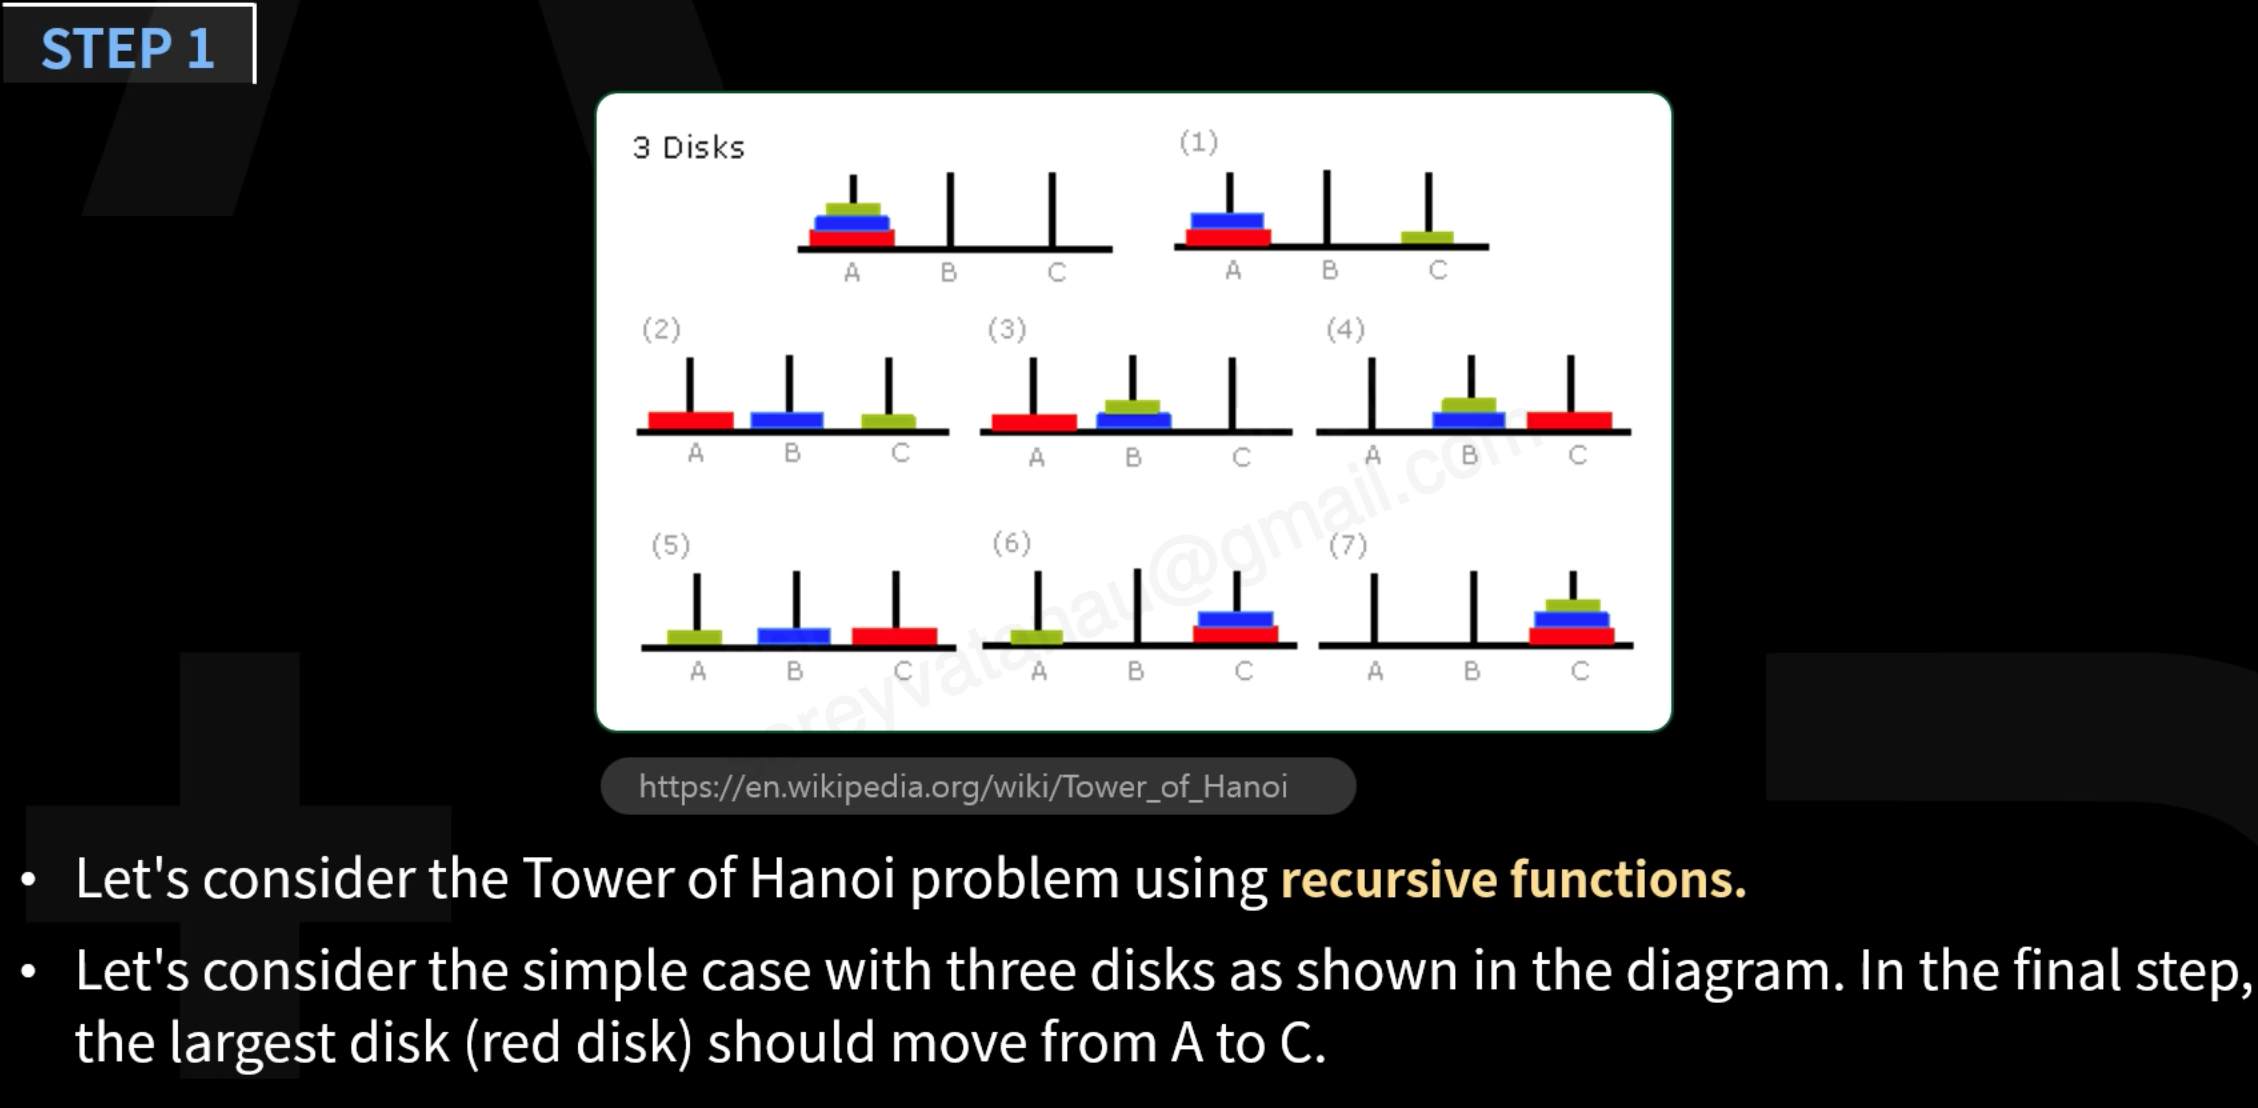 STEP 1
3 Disks
(1)
A B C
A B C
(2) (3) (4)
A B C
A B C
A B C
(5) (6) (7)
A B C
A B C
A B C
https://en.wikipedia.org/wiki/Tower_of_Hanoi
• Let's consider the Tower of Hanoi problem using recursive functions.
• Let's consider the simple case with three disks as shown in the diagram. In the final step,
the largest disk (red disk) should move from A to C.